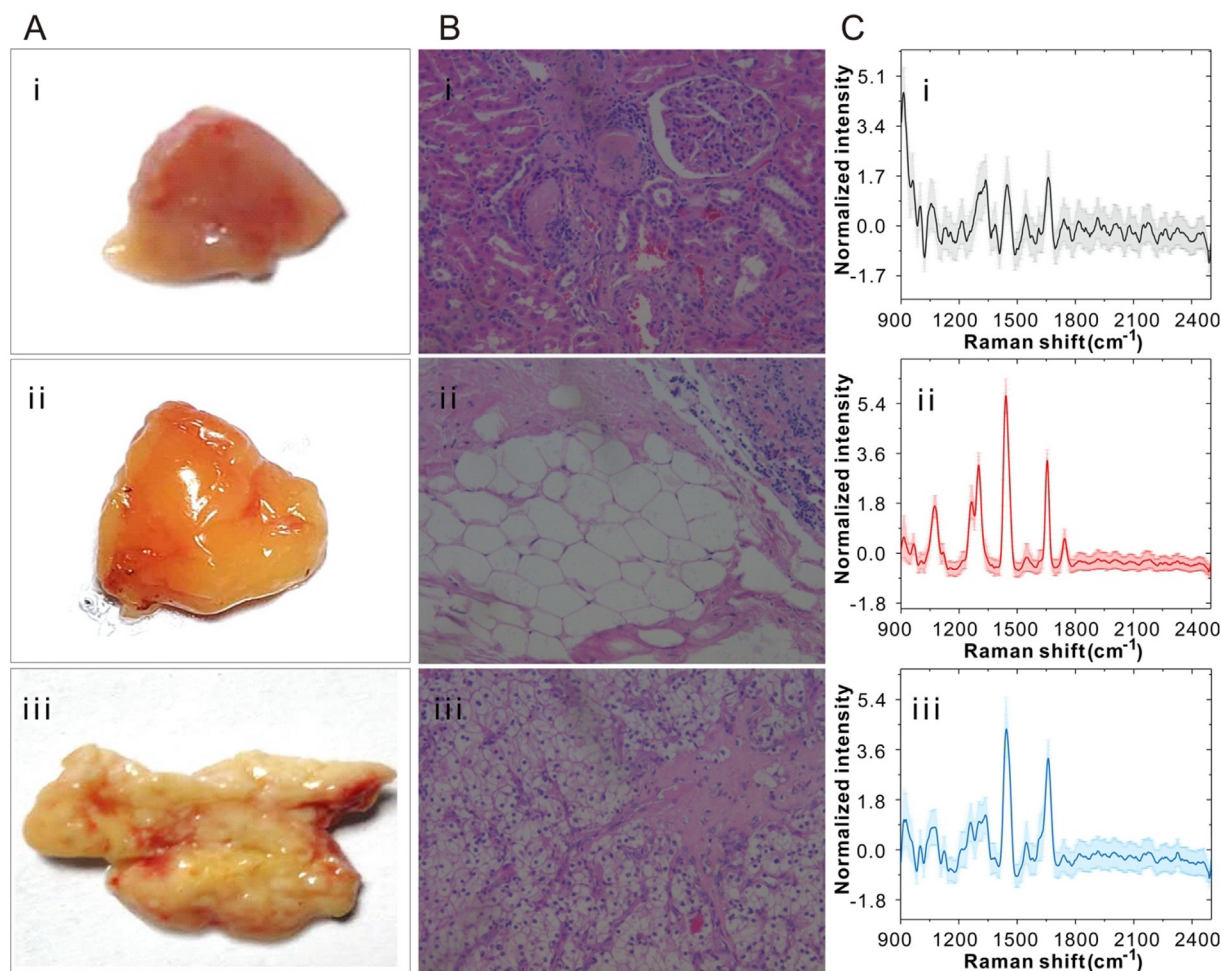 A B C
i
i
i
Normalized intensity
5.1
3.4
1.7
0.0
-1.7
900 1200 1500 1800 2100 2400
Raman shift(cm-1)
ii
ii
ii
Normalized intensity
5.4
3.6
1.8
0.0
-1.8
900 1200 1500 1800 2100 2400
Raman shift(cm-1)
iii
iii
iii
Normalized intensity
5.4
3.6
1.8
0.0
-1.8
900 1200 1500 1800 2100 2400
Raman shift(cm-1)